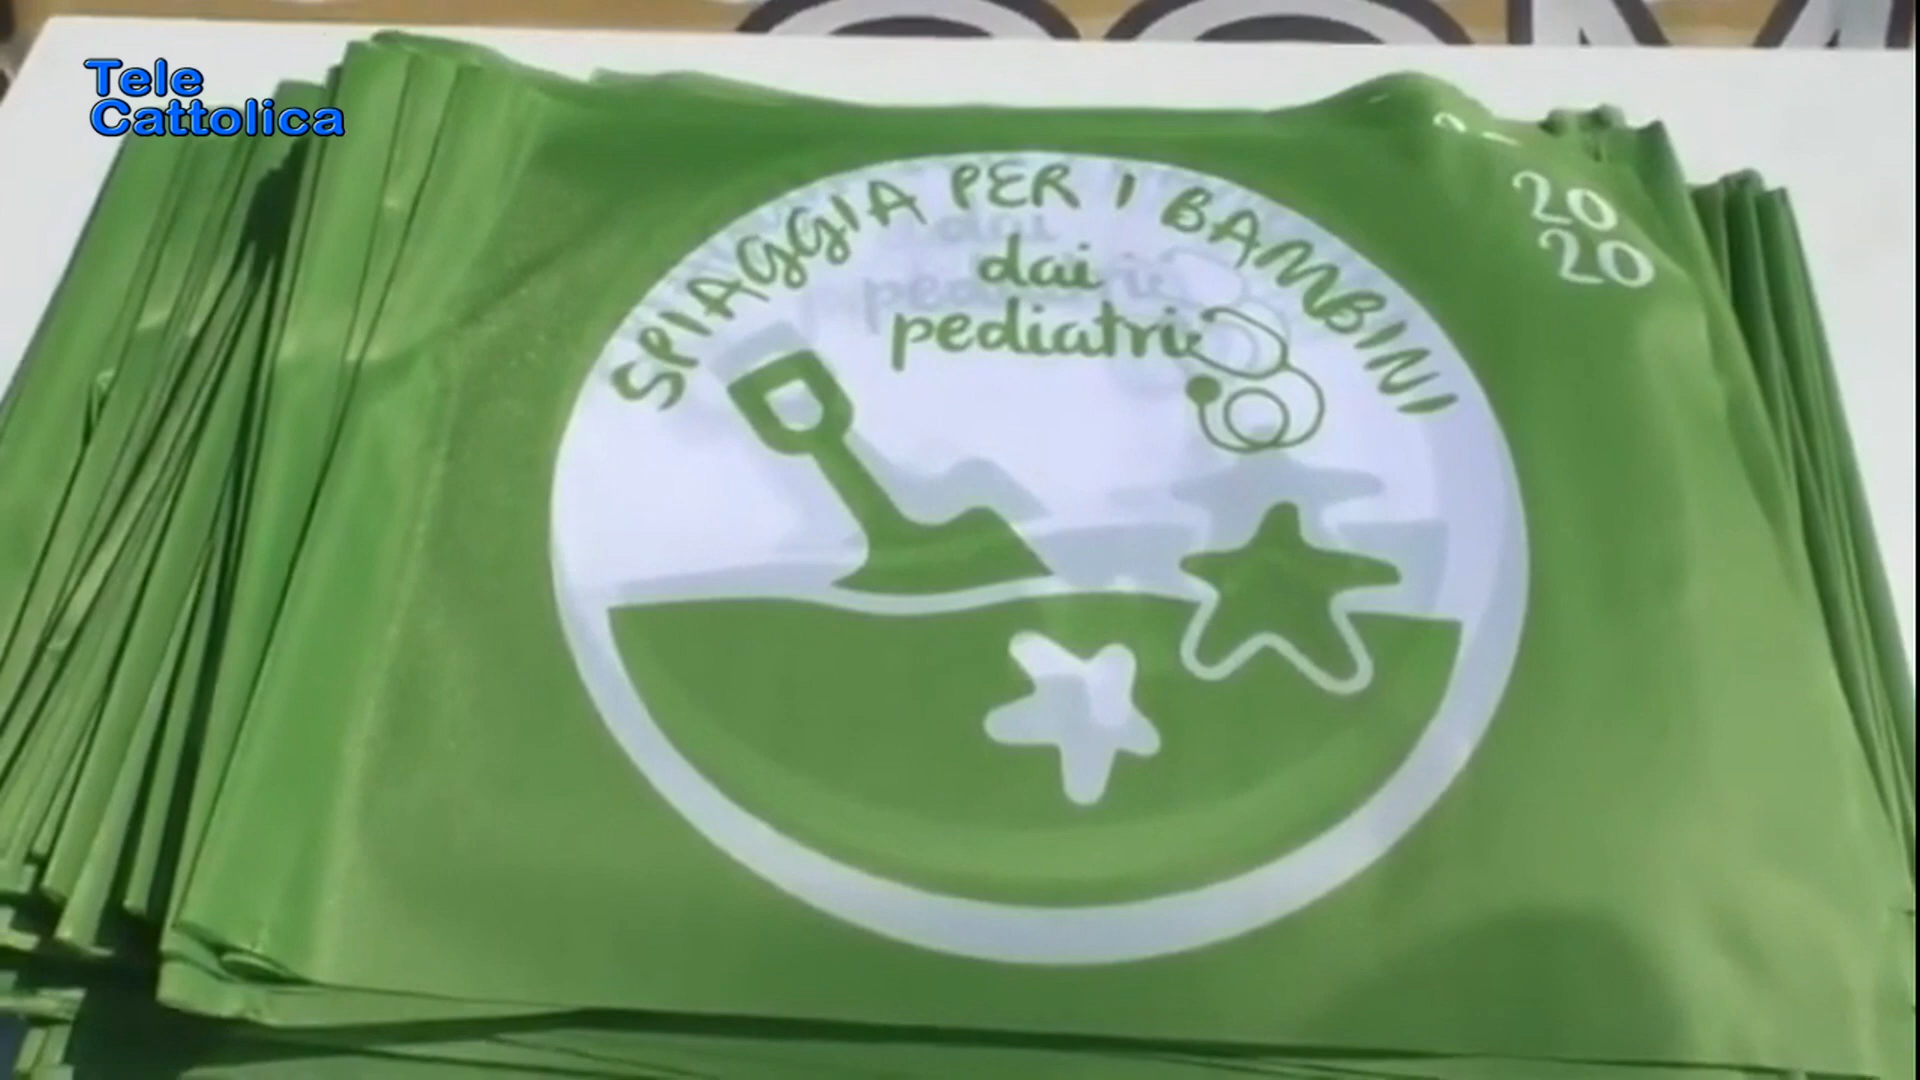 Tele
Cattolica
SPIAGGIA PER I BAMBINI
dai
pediatri
20
20